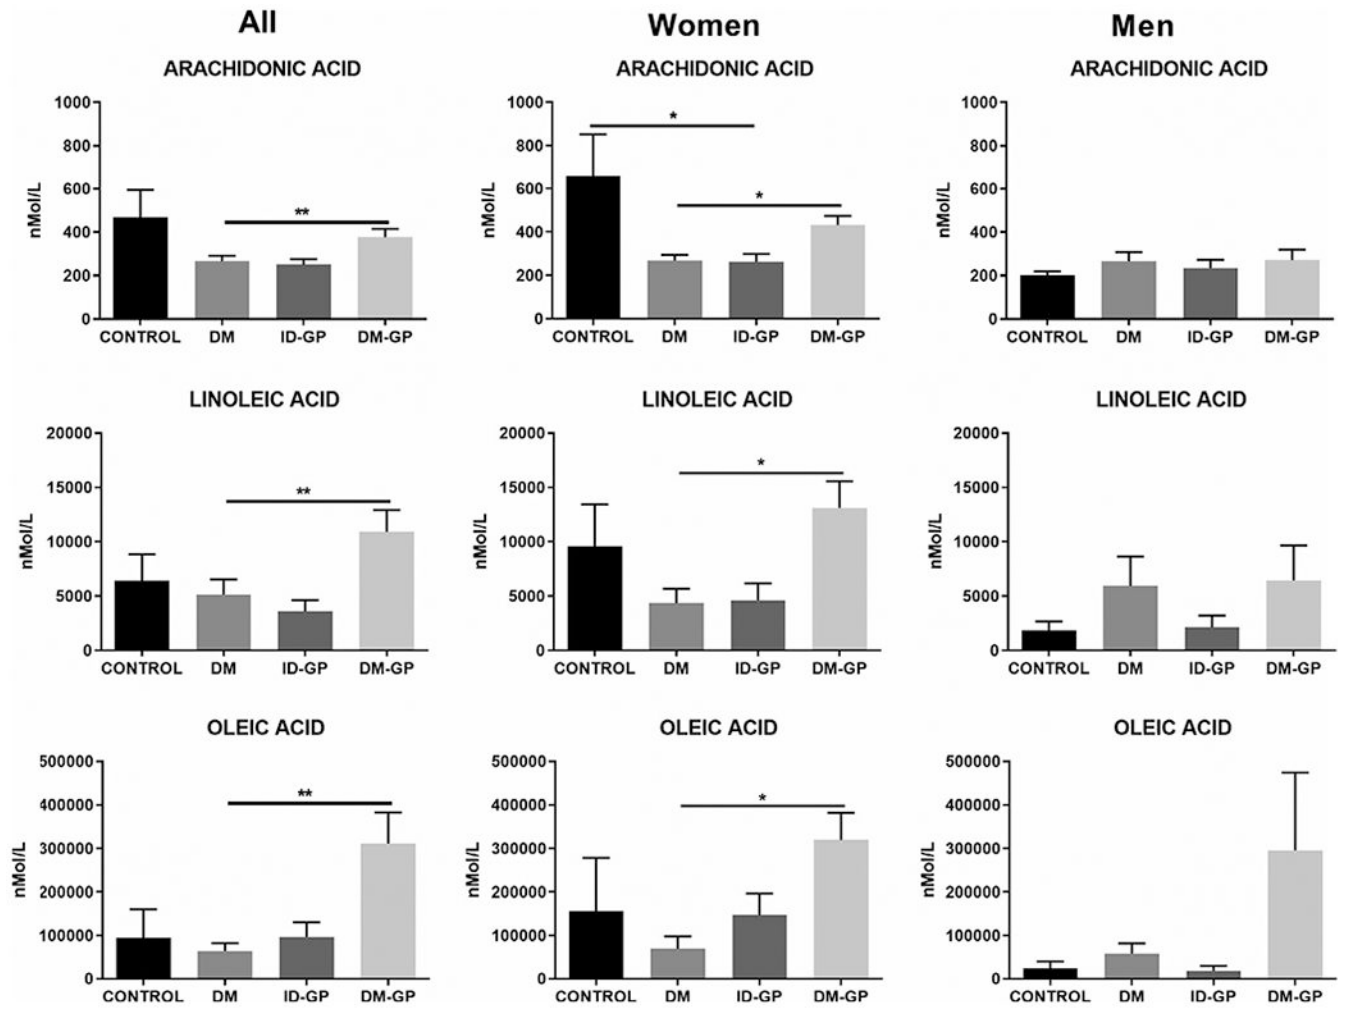 All
Women
Men
ARACHIDONIC ACID
ARACHIDONIC ACID
ARACHIDONIC ACID
nMol/L
1000
800
600
400
200
0
**
CONTROL DM ID-GP DM-GP
nMol/L
1000
800
600
400
200
0
*
*
CONTROL DM ID-GP DM-GP
nMol/L
1000
800
600
400
200
0
CONTROL DM ID-GP DM-GP
LINOLEIC ACID
LINOLEIC ACID
LINOLEIC ACID
nMol/L
20000
15000
10000
5000
0
**
CONTROL DM ID-GP DM-GP
nMol/L
20000
15000
10000
5000
0
*
CONTROL DM ID-GP DM-GP
nMol/L
20000
15000
10000
5000
0
CONTROL DM ID-GP DM-GP
OLEIC ACID
OLEIC ACID
OLEIC ACID
nMol/L
500000
400000
300000
200000
100000
0
**
CONTROL DM ID-GP DM-GP
nMol/L
500000
400000
300000
200000
100000
0
*
CONTROL DM ID-GP DM-GP
nMol/L
500000
400000
300000
200000
100000
0
CONTROL DM ID-GP DM-GP